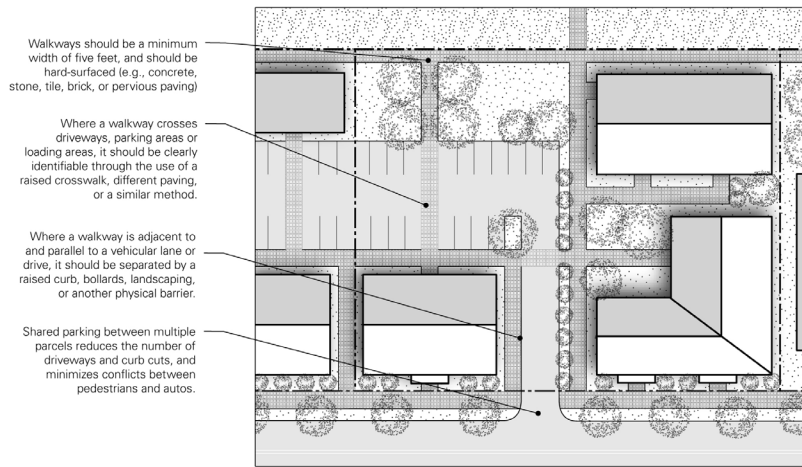 Walkways should be a minimum
width of five feet, and should be
hard-surfaced (e.g., concrete,
stone, tile, brick, or pervious paving)
Where a walkway crosses
driveways, parking areas or
loading areas, it should be clearly
identifiable through the use of a
raised crosswalk, different paving,
or a similar method.
Where a walkway is adjacent to
and parallel to a vehicular lane or
drive, it should be separated by a
raised curb, bollards, landscaping,
or another physical barrier.
Shared parking between multiple
parcels reduces the number of
driveways and curb cuts, and
minimizes conflicts between
pedestrians and autos.